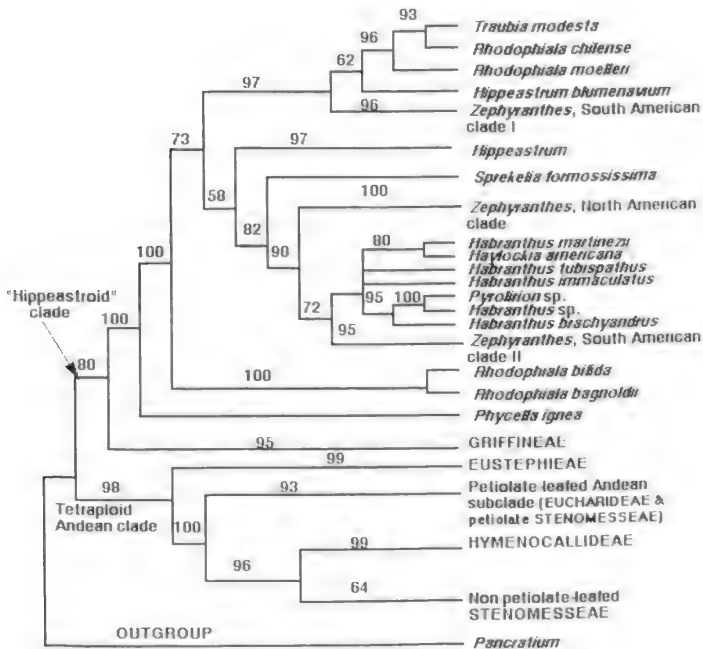 93
Traubia modesta
96
Rhodophiala chilense
62
Rhodophiala moelleri
97
Hippeastrum blumenavium
96
Zephyranthes, South American
clade I
73
97
Hippeastrum
58
Sprekelia formossissima
82
100
Zephyranthes, North American
clade
90
80
Habranthus martinezii
Haylockia americana
100
Habranthus tubispathus
Habranthus immaculatus
"Hippeastroid"
clade
95
100
Pyrolirion sp.
Habranthus sp.
100
72
Habranthus brachyandrus
95
Zephyranthes, South American
clade II
80
Rhodophiala bifida
100
Rhodophiala bagnoldii
Phycella ignea
95
GRIFFINEAE
99
EUSTEPHIEAE
98
Tetraploid
Andean clade
93
Petiolate-leafed Andean
subclade (EUCHARIDEAE &
petiolate STENOMESSEAE)
100
99
HYMENOCALLIDEAE
96
64
Non petiolate-leafed
STENOMESSEAE
OUTGROUP
Pancratium